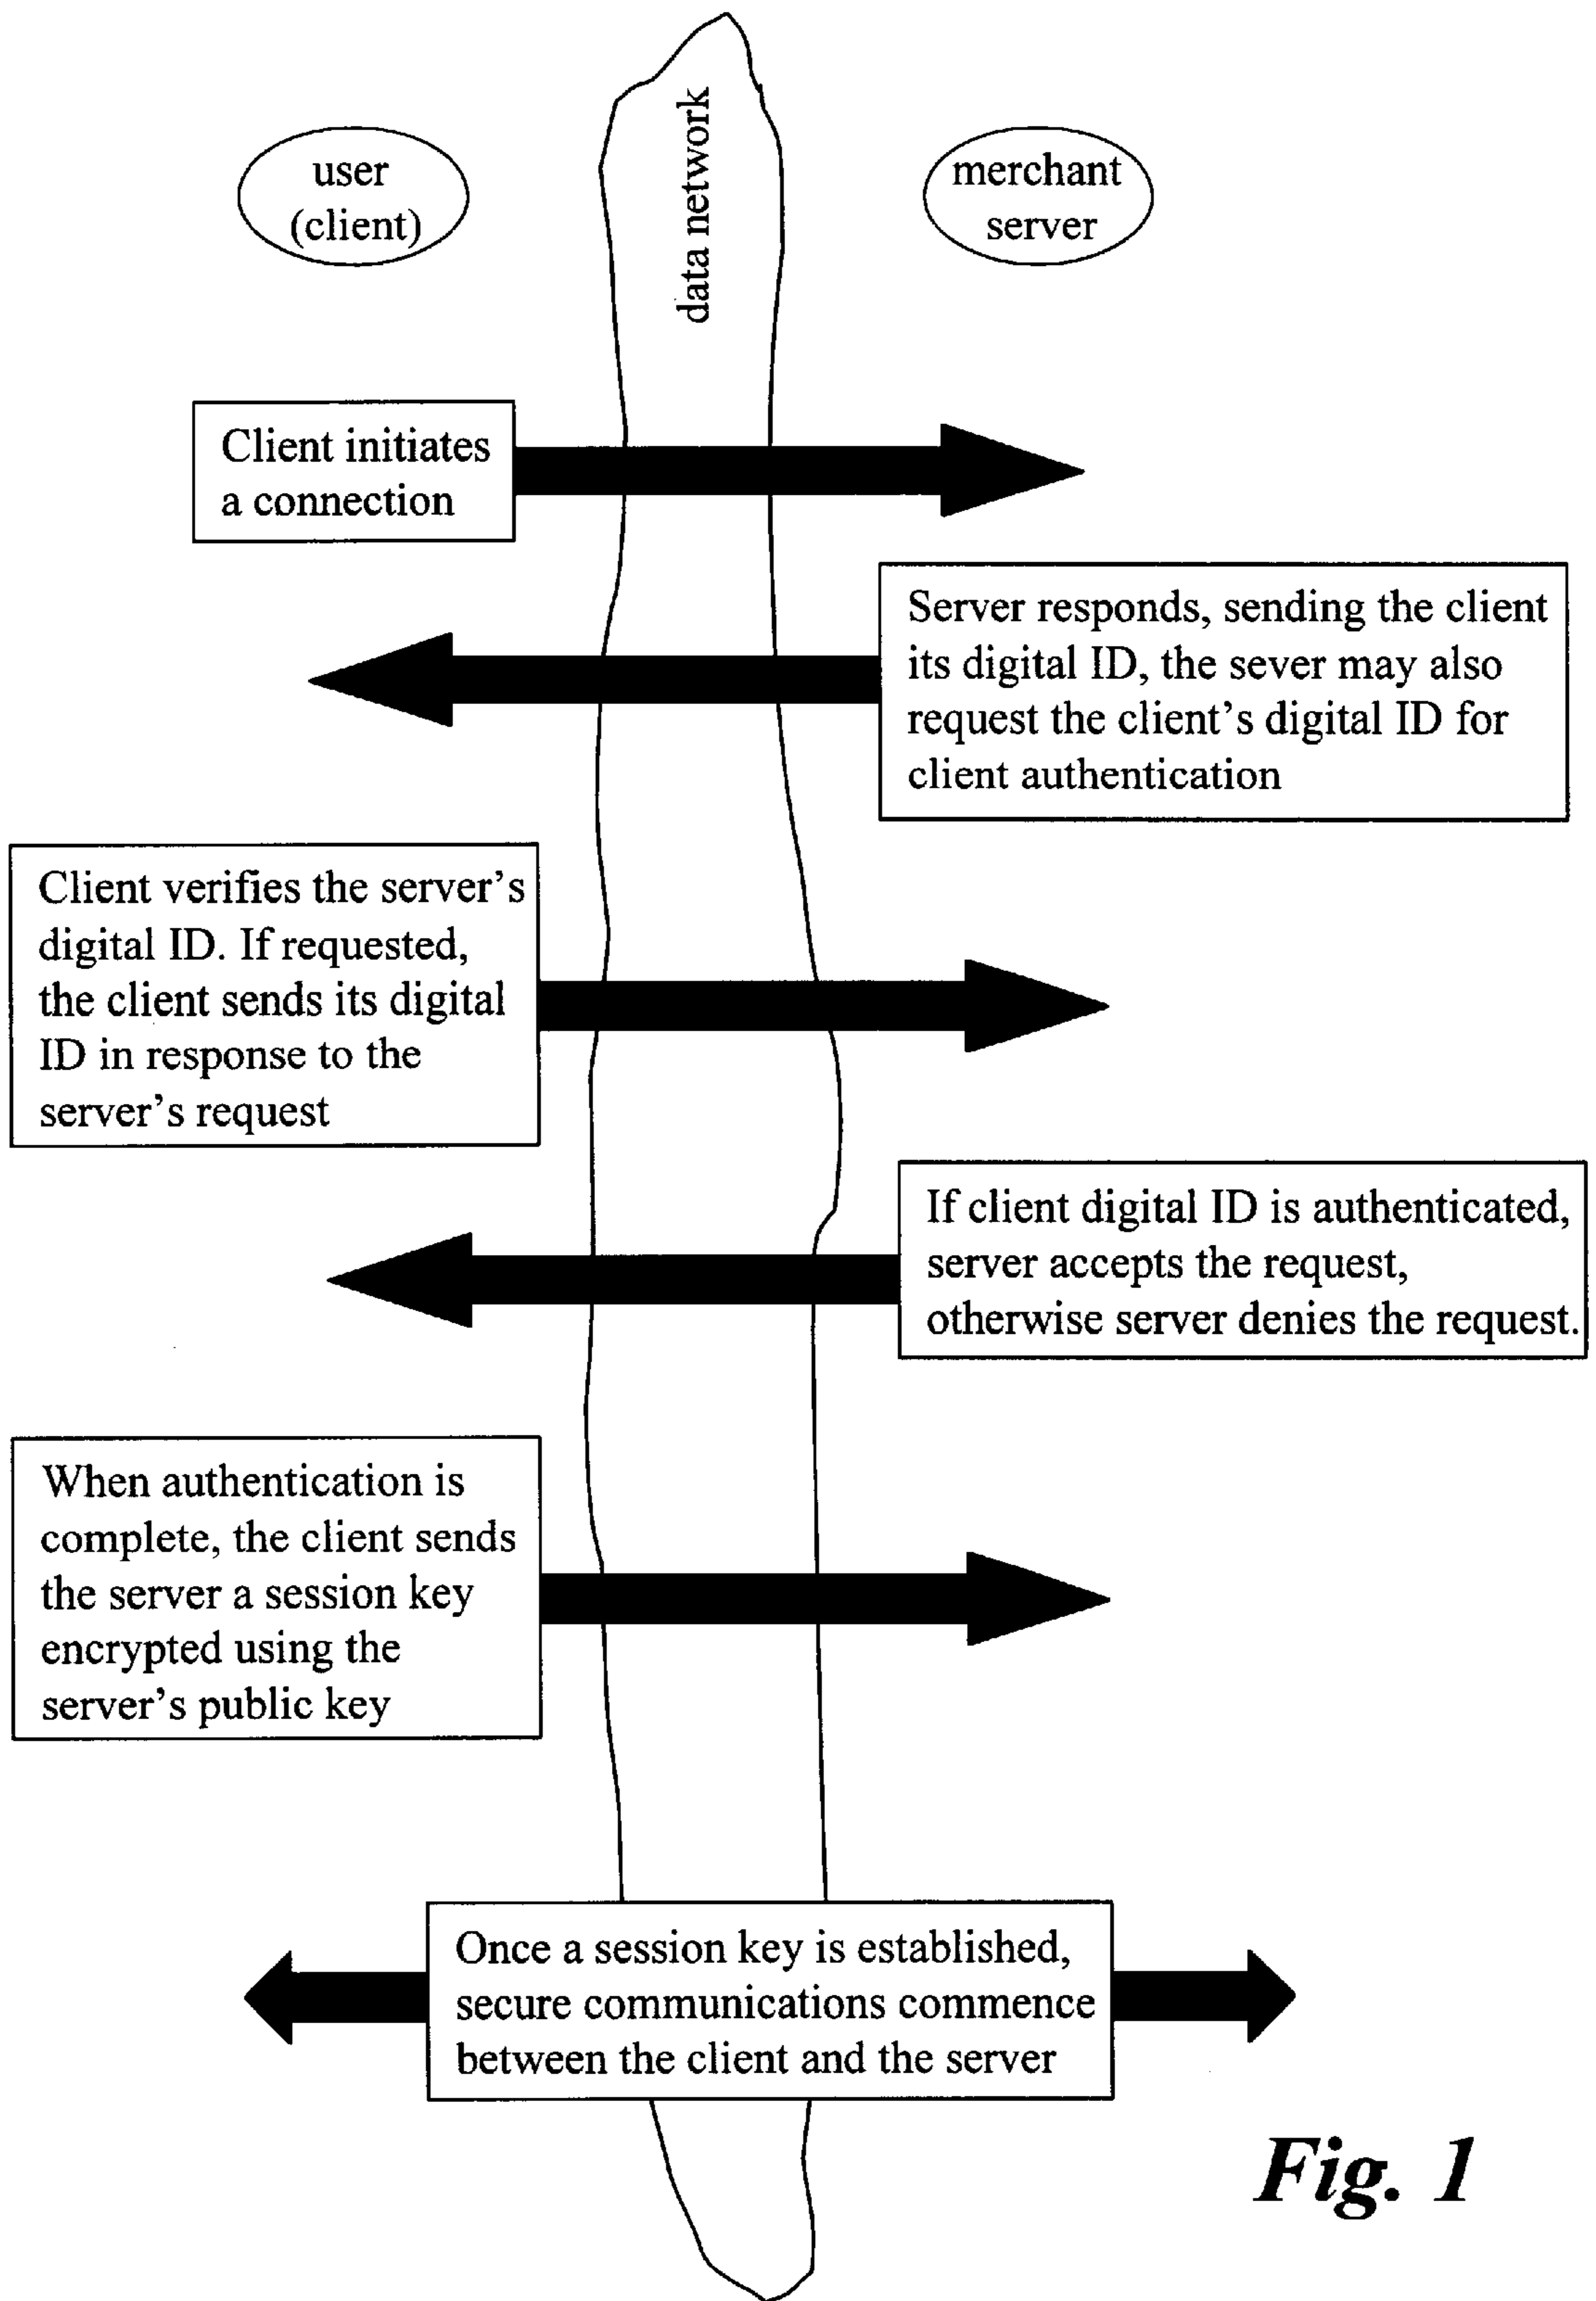 data network
user
(client)
merchant
server
Client initiates
a connection
Server responds, sending the client
its digital ID, the sever may also
request the client's digital ID for
client authentication
Client verifies the server's
digital ID. If requested,
the client sends its digital
ID in response to the
server's request
If client digital ID is authenticated,
server accepts the request,
otherwise server denies the request.
When authentication is
complete, the client sends
the server a session key
encrypted using the
server's public key
Once a session key is established,
secure communications commence
between the client and the server
Fig. 1